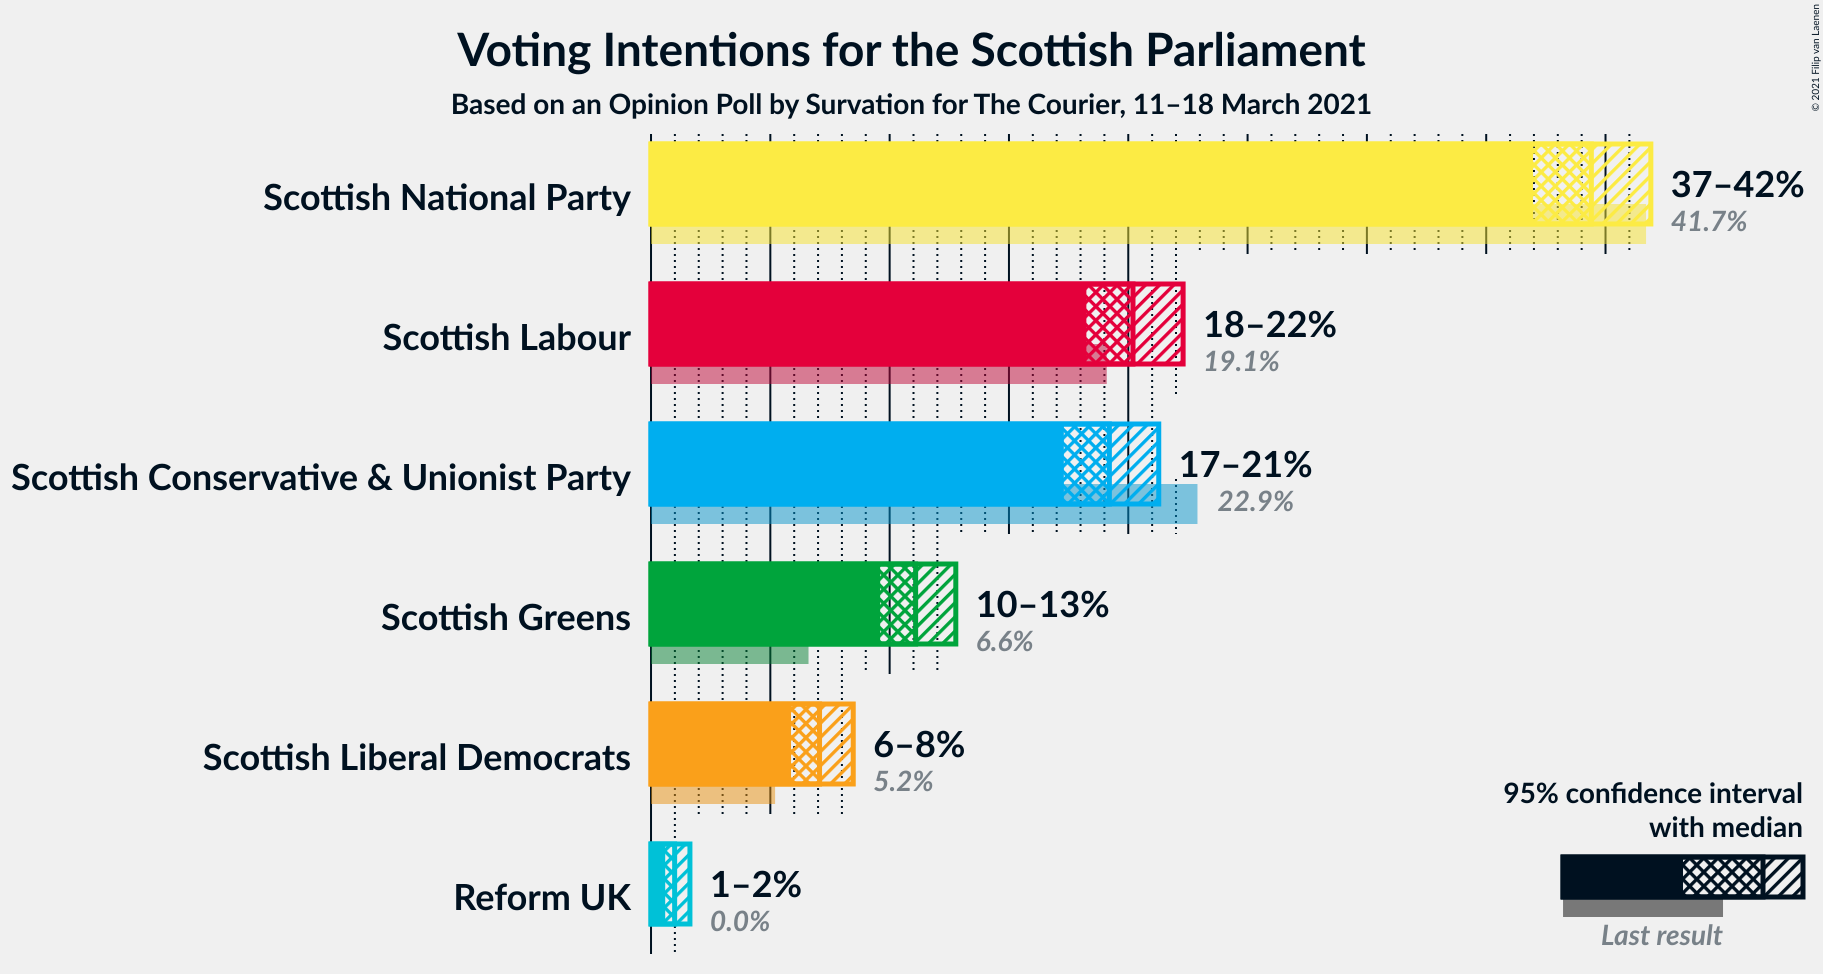 Voting Intentions for the Scottish Parliament
Based on an Opinion Poll by Survation for The Courier, 11–18 March 2021
© 2021 Filip van Laenen
Scottish National Party
37–42%
41.7%
Scottish Labour
18–22%
19.1%
Scottish Conservative & Unionist Party
17–21%
22.9%
Scottish Greens
10–13%
6.6%
Scottish Liberal Democrats
6–8%
5.2%
Reform UK
1–2%
0.0%
95% confidence interval
with median
Last result